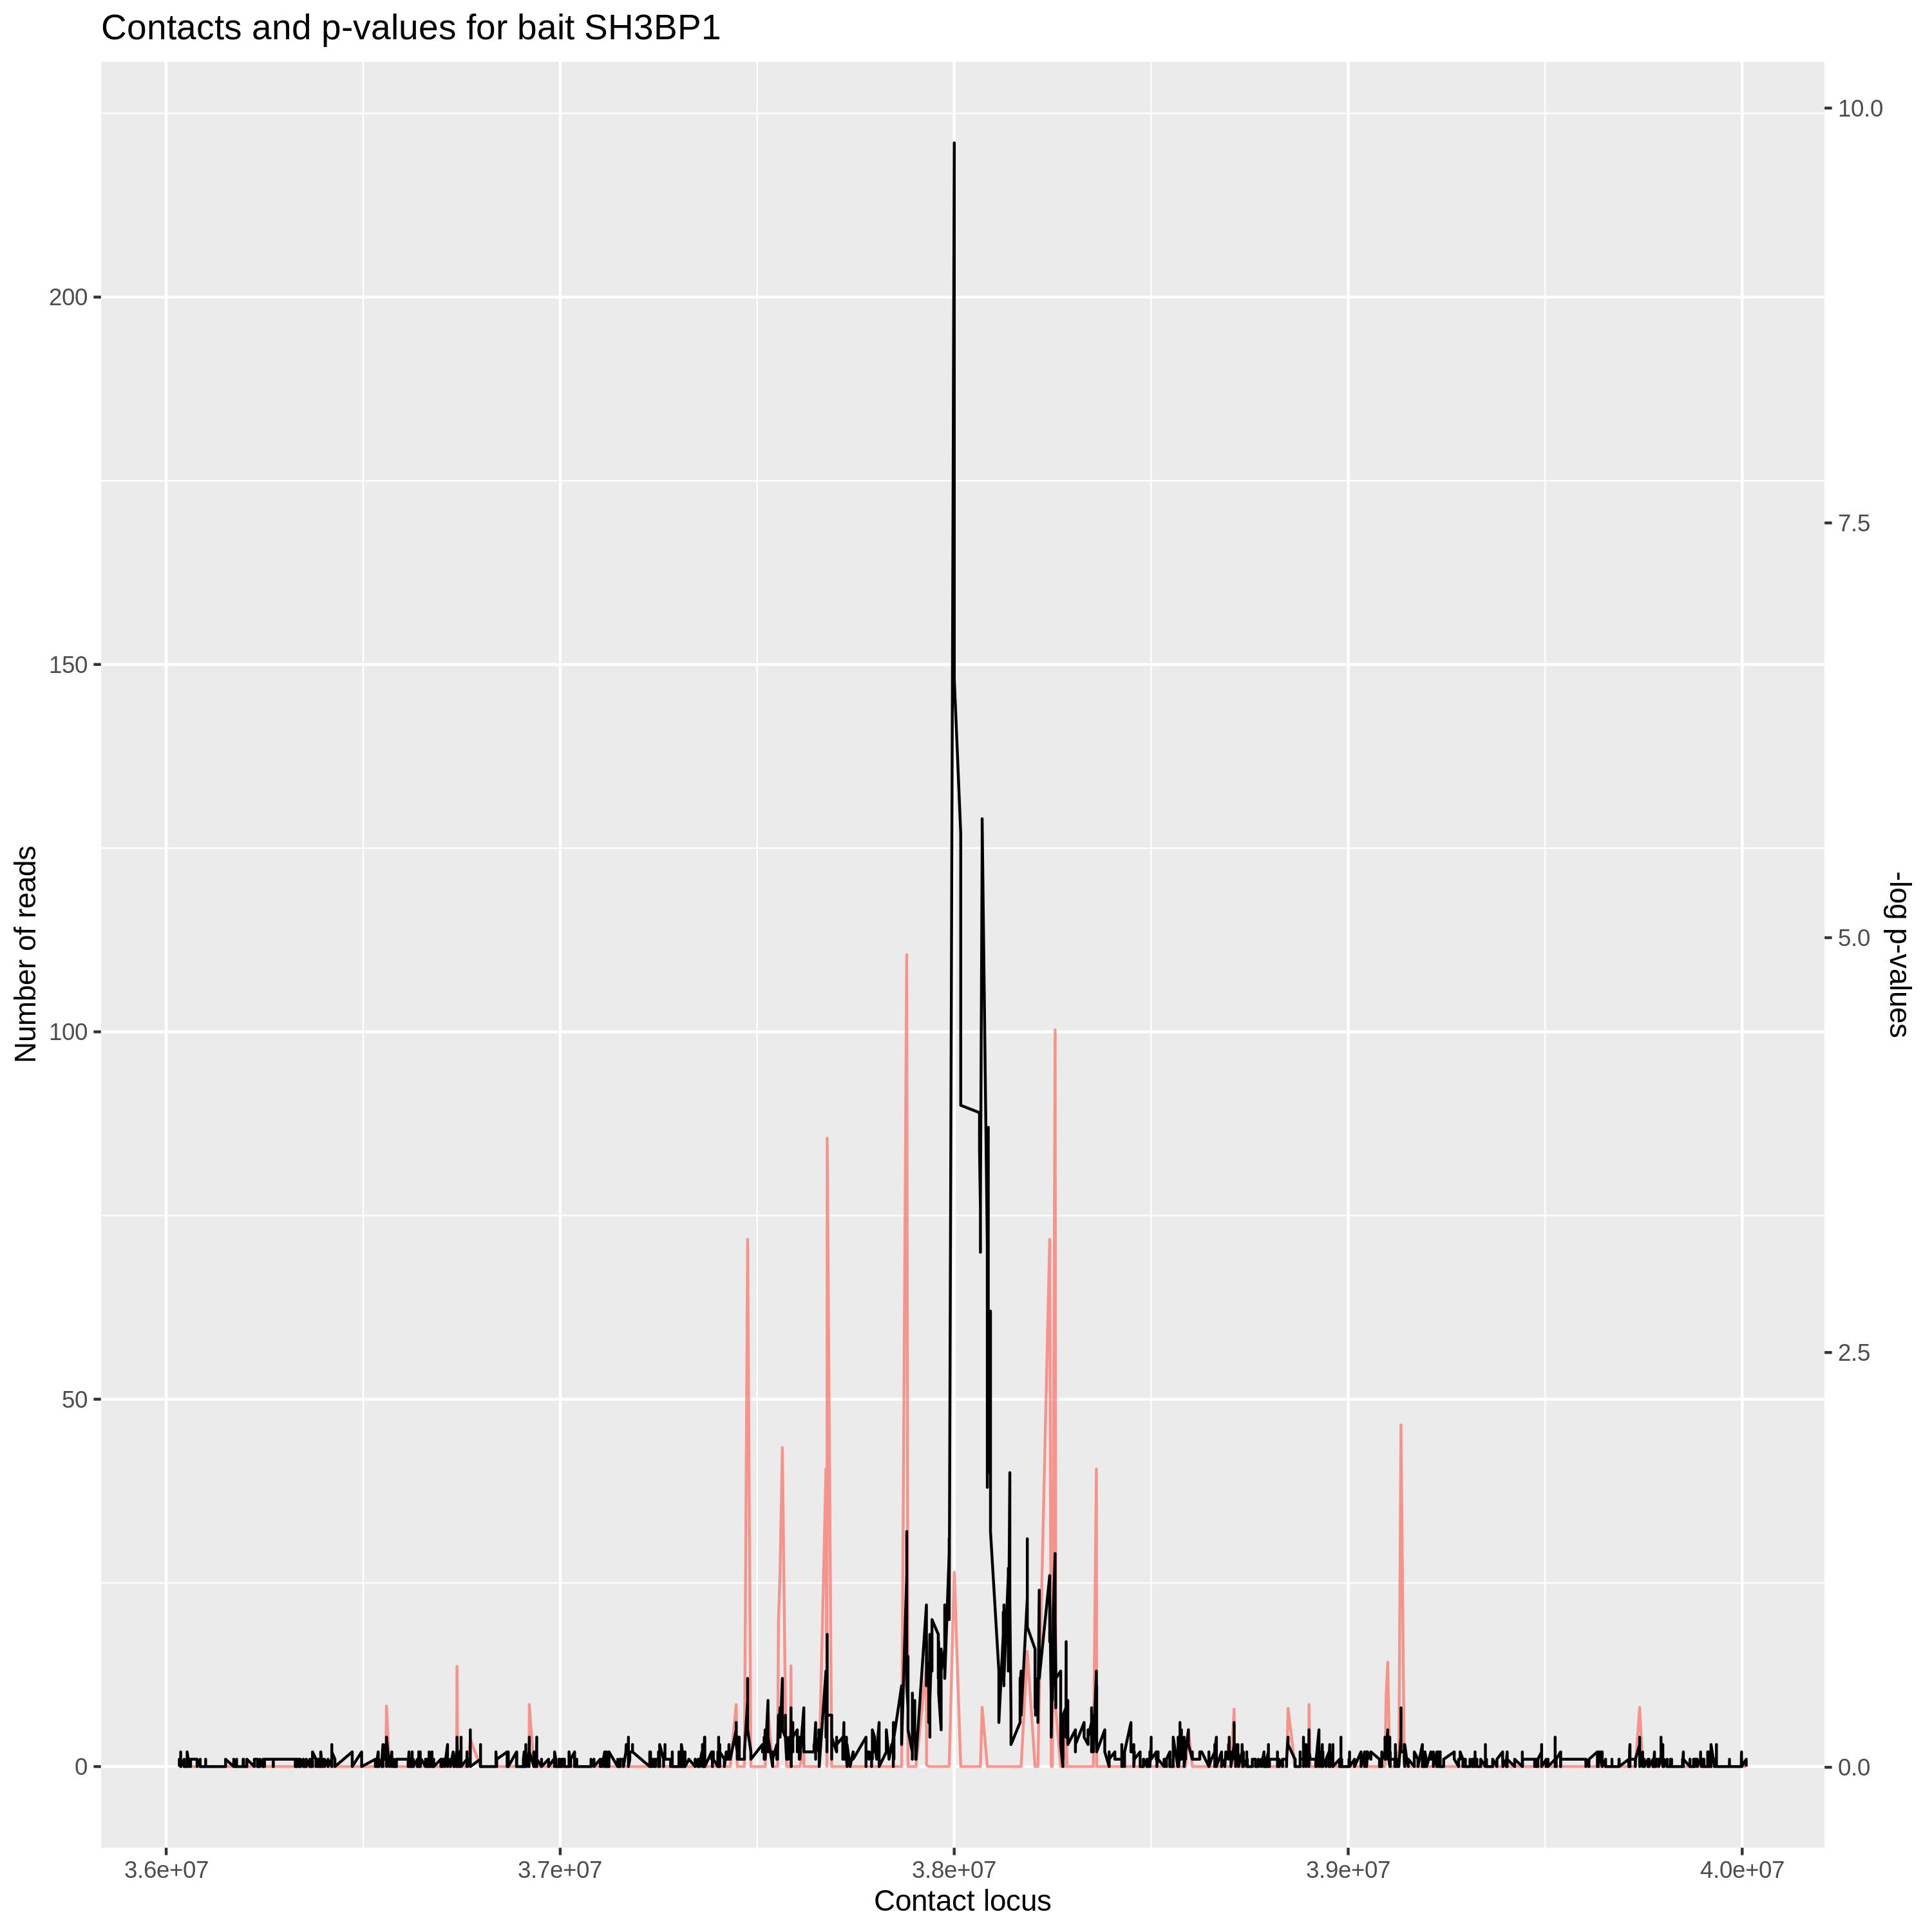 Contacts and p-values for bait SH3BP1
200
150
100
50
0
Number of reads
10.0
7.5
5.0
2.5
0.0
-log p-values
3.6e+07
3.7e+07
3.8e+07
3.9e+07
4.0e+07
Contact locus